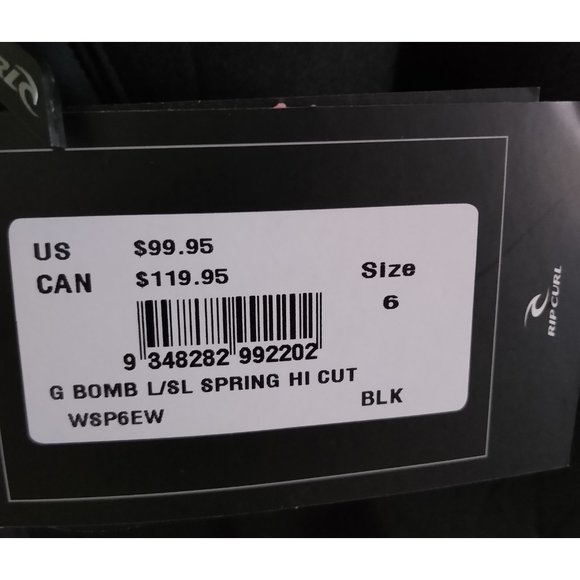 US $99.95
CAN $119.95
Size
6
9 348282 992202
G BOMB L/SL SPRING HI CUT
WSP6EW
BLK
RIP CURL